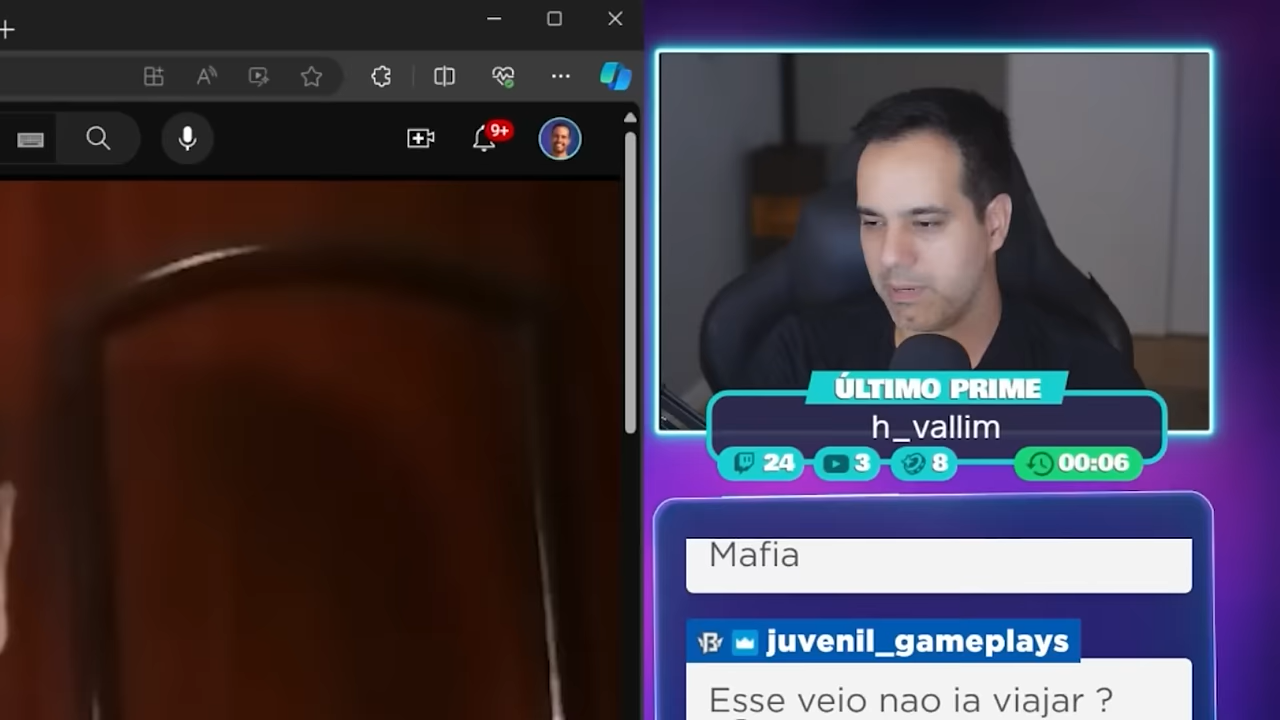 9+
ÚLTIMO PRIME
h_vallim
24 3 8 00:06
Mafia
juvenil_gameplays
Esse veio nao ia viajar ?